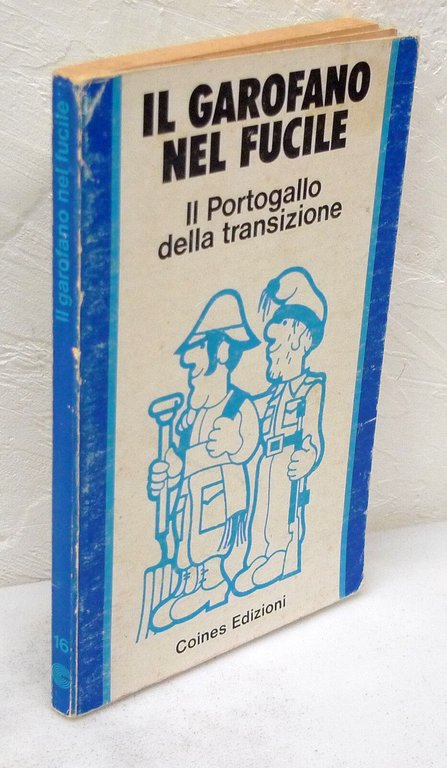 IL GAROFANO
NEL FUCILE
Il Portogallo
della transizione
Coines Edizioni
Il garofano nel fucile
16